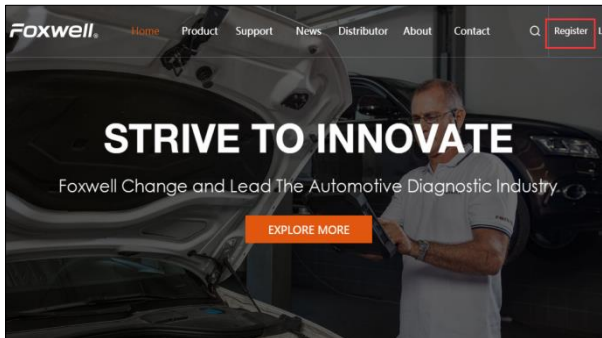 FOXWell®
Home Product Support News Distributor About Contact Register L
STRIVE TO INNOVATE
Foxwell Change and Lead The Automotive Diagnostic Industry.
EXPLORE MORE